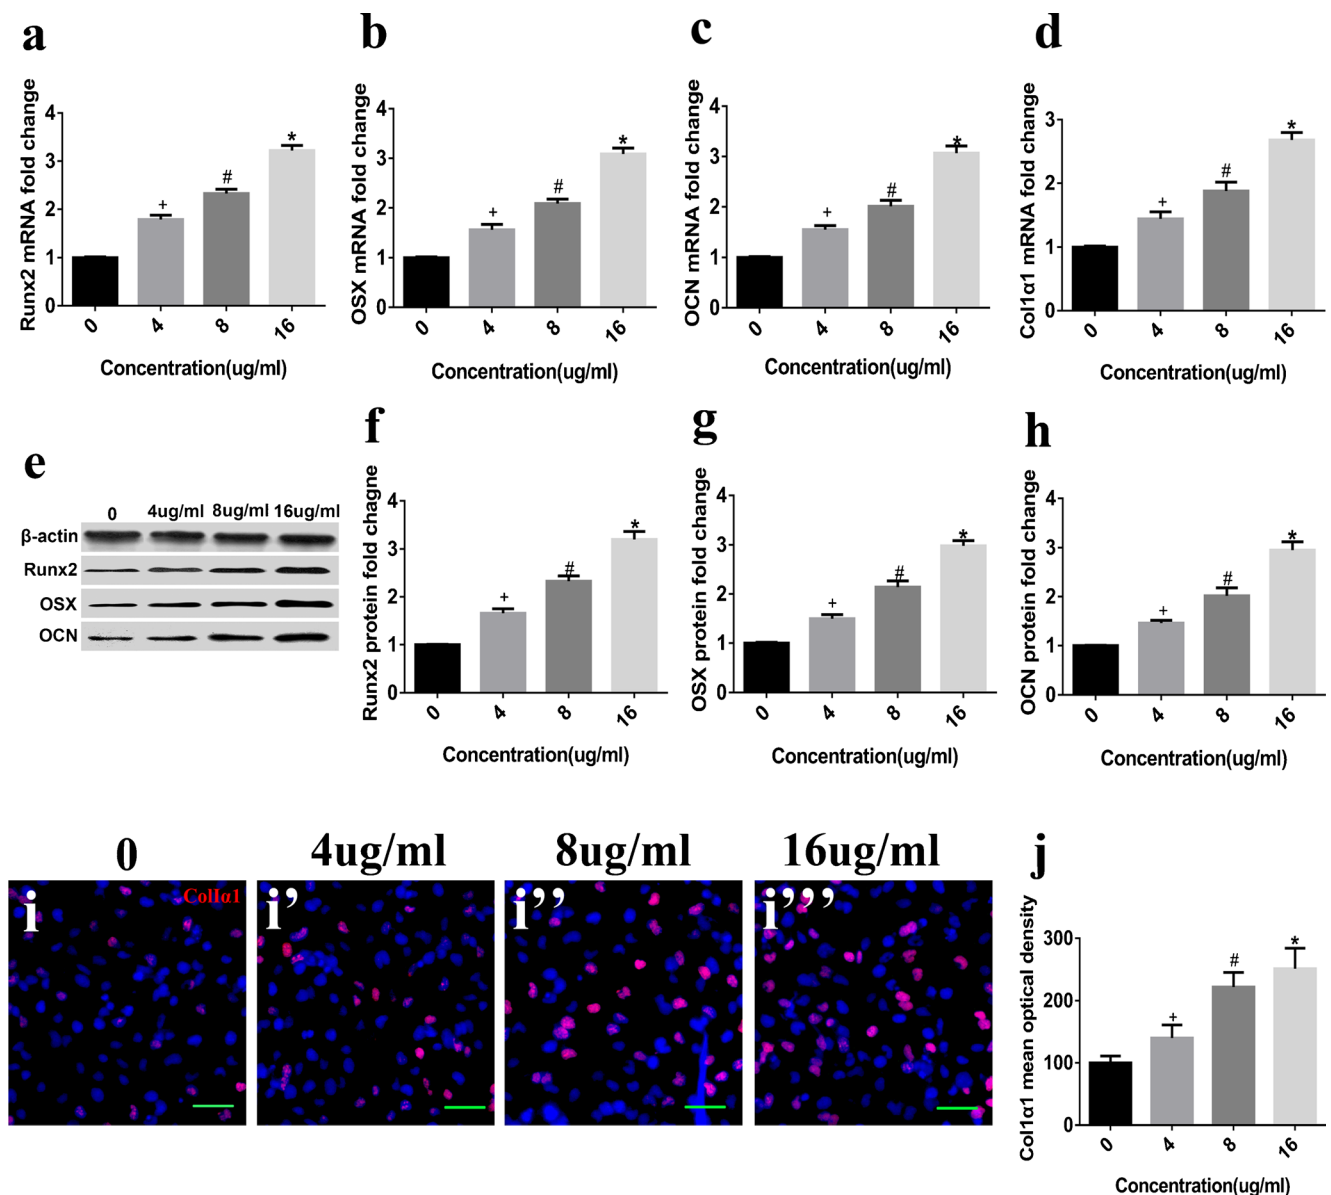 a
b
c
d
Runx2 mRNA fold change
4
3
2
1
0
+
#
*
0
4
8
16
Concentration(ug/ml)
OSX mRNA fold change
4
3
2
1
0
+
#
*
0
4
8
16
Concentration(ug/ml)
OCN mRNA fold change
4
3
2
1
0
+
#
*
0
4
8
16
Concentration(ug/ml)
Col1α1 mRNA fold change
3
2
1
0
+
#
*
0
4
8
16
Concentration(ug/ml)
e
0 4ug/ml 8ug/ml 16ug/ml
β-actin
Runx2
OSX
OCN
f
Runx2 protein fold chagne
4
3
2
1
0
+
#
*
0
4
8
16
Concentration(ug/ml)
g
OSX protein fold change
4
3
2
1
0
+
#
*
0
4
8
16
Concentration(ug/ml)
h
OCN protein fold change
4
3
2
1
0
+
#
*
0
4
8
16
Concentration(ug/ml)
0 4ug/ml 8ug/ml 16ug/ml
i
ColIα1
i’
i’’
i’’’
j
Col1α1 mean optical density
300
200
100
0
+
#
*
0
4
8
16
Concentration(ug/ml)